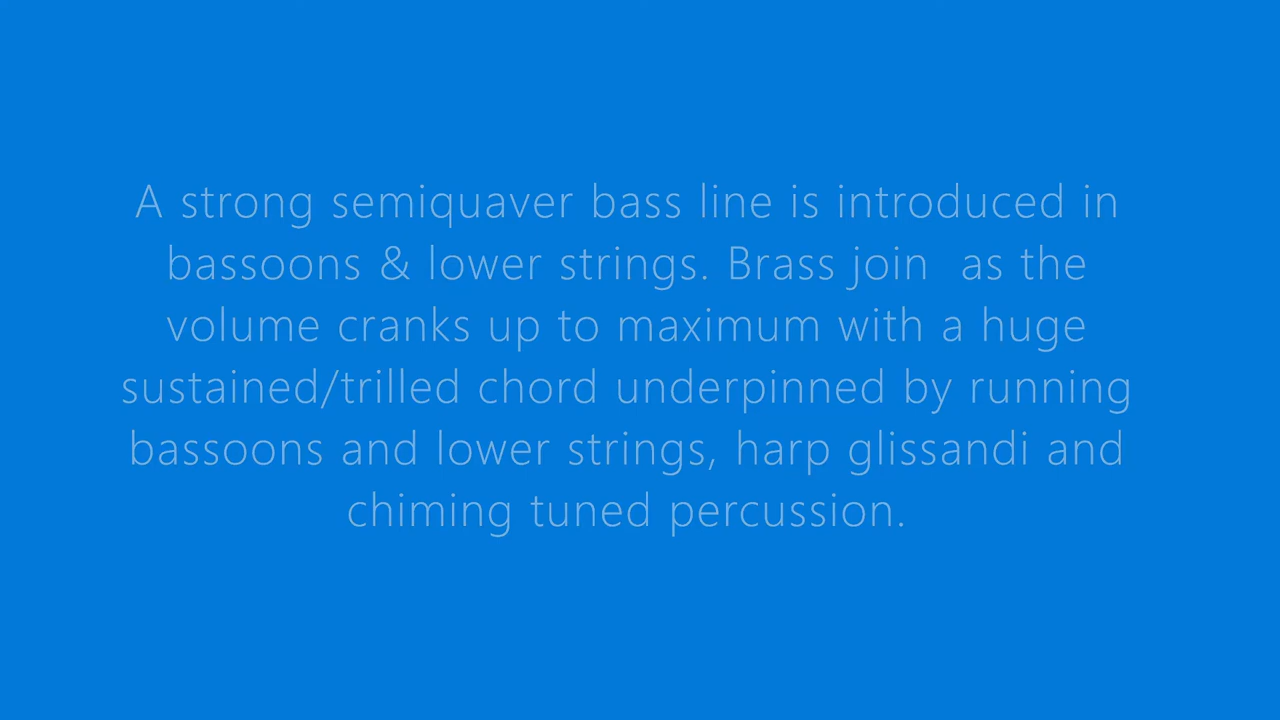 A strong semiquaver bass line is introduced in
bassoons & lower strings. Brass join  as the
volume cranks up to maximum with a huge
sustained/trilled chord underpinned by running
bassoons and lower strings, harp glissandi and
chiming tuned percussion.